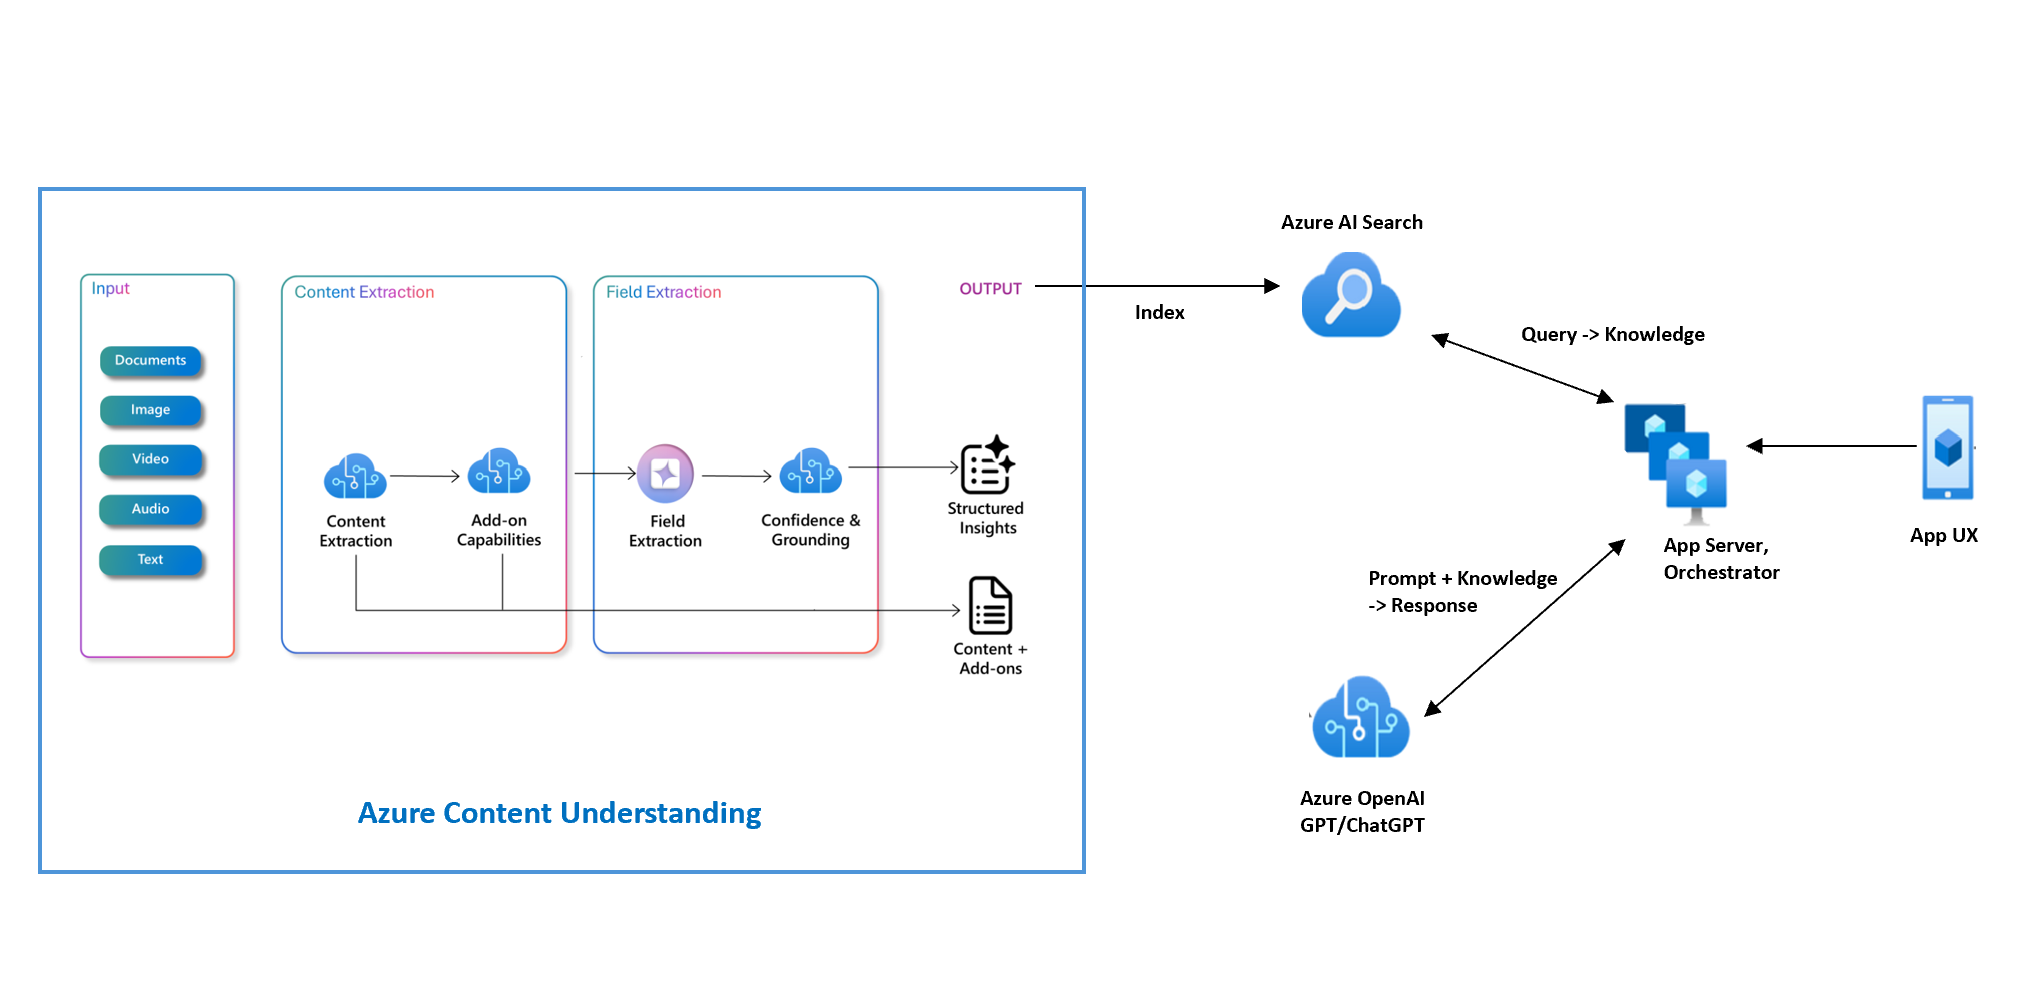 Input
Documents
Image
Video
Audio
Text
Content Extraction
Content
Extraction
Add-on
Capabilities
Field Extraction
Field
Extraction
Confidence &
Grounding
OUTPUT
Structured
Insights
Content +
Add-ons
Azure Content Understanding
Index
Azure AI Search
Query -> Knowledge
App Server,
Orchestrator
App UX
Prompt + Knowledge
-> Response
Azure OpenAI
GPT/ChatGPT